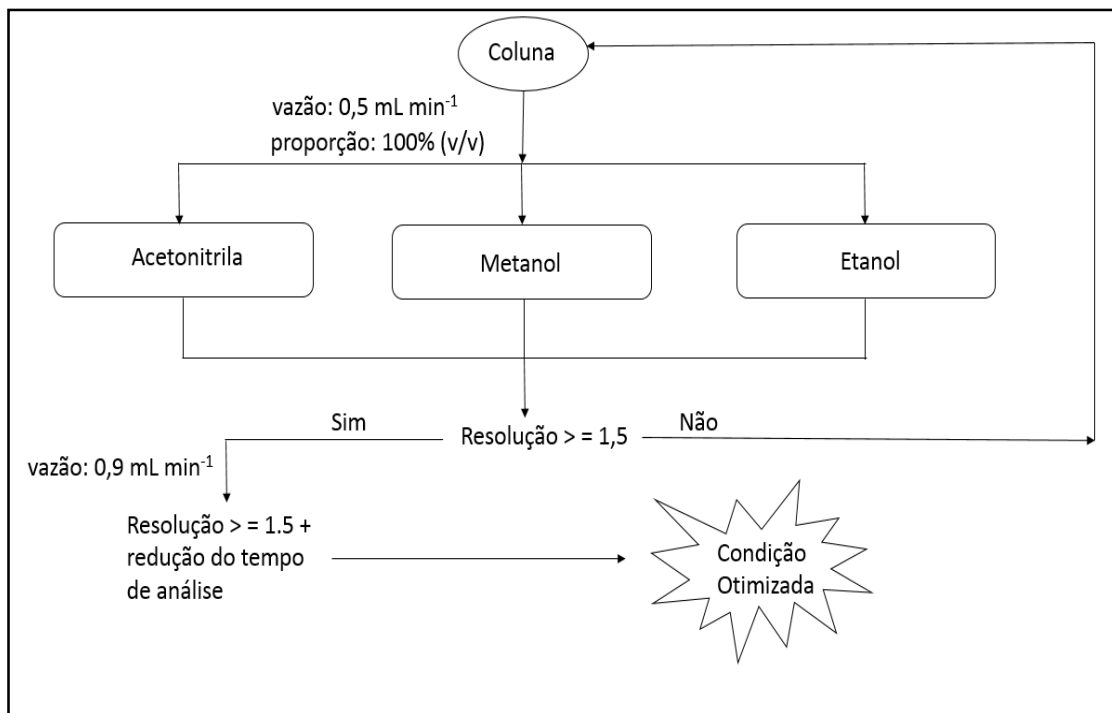 Coluna
vazão: 0,5 mL min⁻¹
proporção: 100% (v/v)
Acetonitrila
Metanol
Etanol
Sim
Resolução > = 1,5
Não
vazão: 0,9 mL min⁻¹
Resolução > = 1.5 +
redução do tempo
de análise
Condição
Otimizada